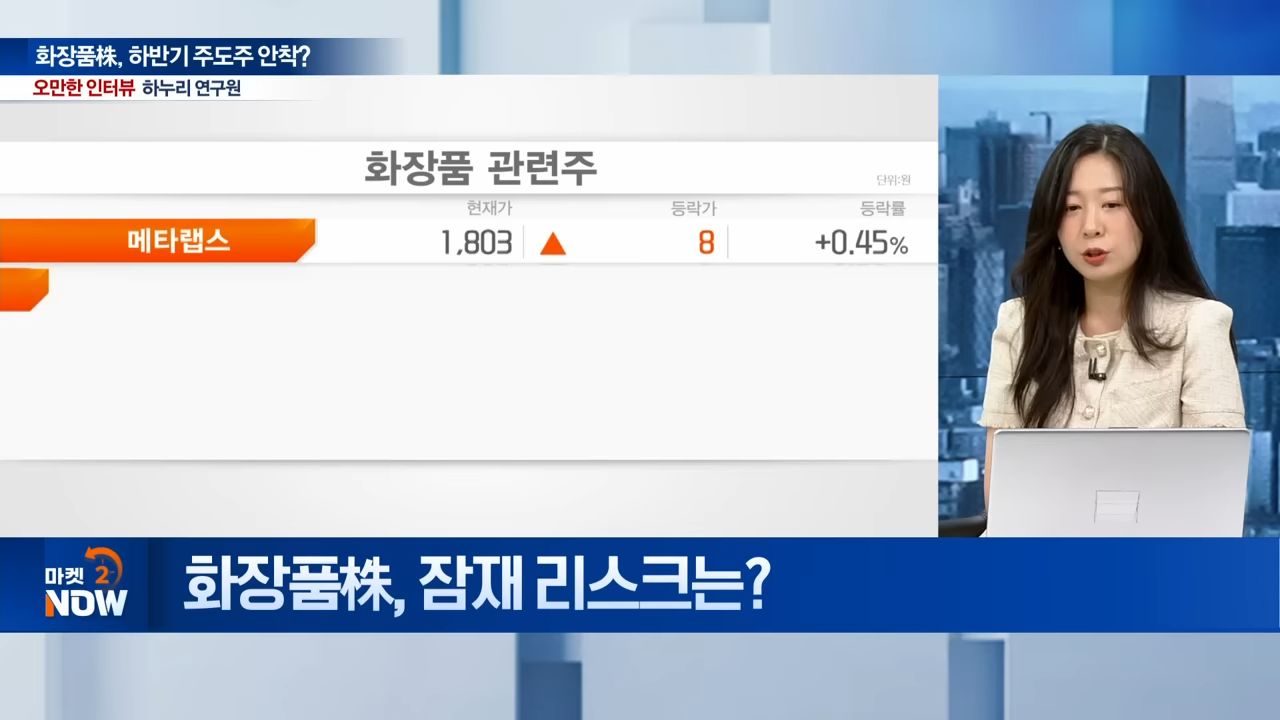 화장품株, 하반기 주도주 안착?
오만한 인터뷰 하누리 연구원
화장품 관련주
단위:원
현재가 등락가 등락률
메타랩스 1,803 ▲ 8 +0.45%
마켓 2
NOW
화장품株, 잠재 리스크는?